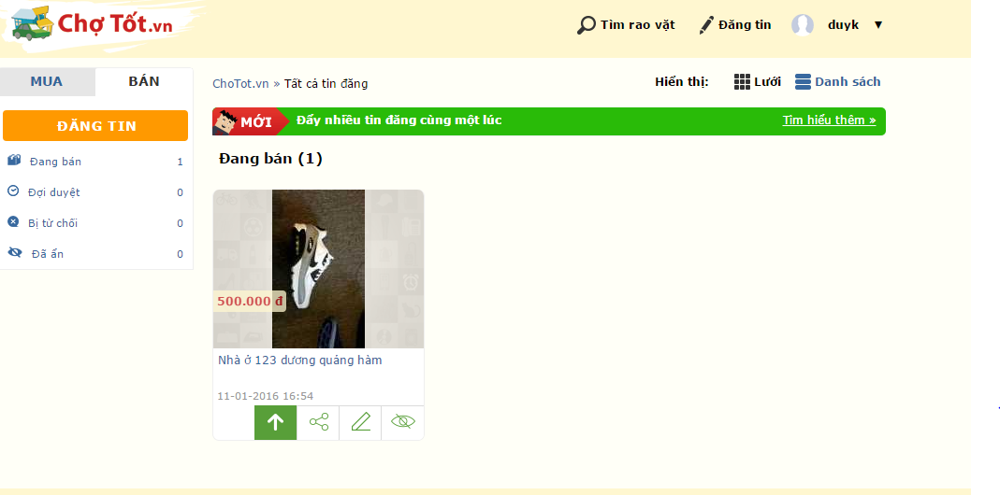 Chợ Tốt.vn
Tìm rao vặt
Đăng tin
duyk ▼
MUA
BÁN
ĐĂNG TIN
Đang bán 1
Đợi duyệt 0
Bị từ chối 0
Đã ẩn 0
ChoTot.vn » Tất cả tin đăng
Hiển thị: Lưới Danh sách
MỚI Đẩy nhiều tin đăng cùng một lúc Tìm hiểu thêm »
Đang bán (1)
500.000 đ
Nhà ở 123 dương quảng hàm
11-01-2016 16:54